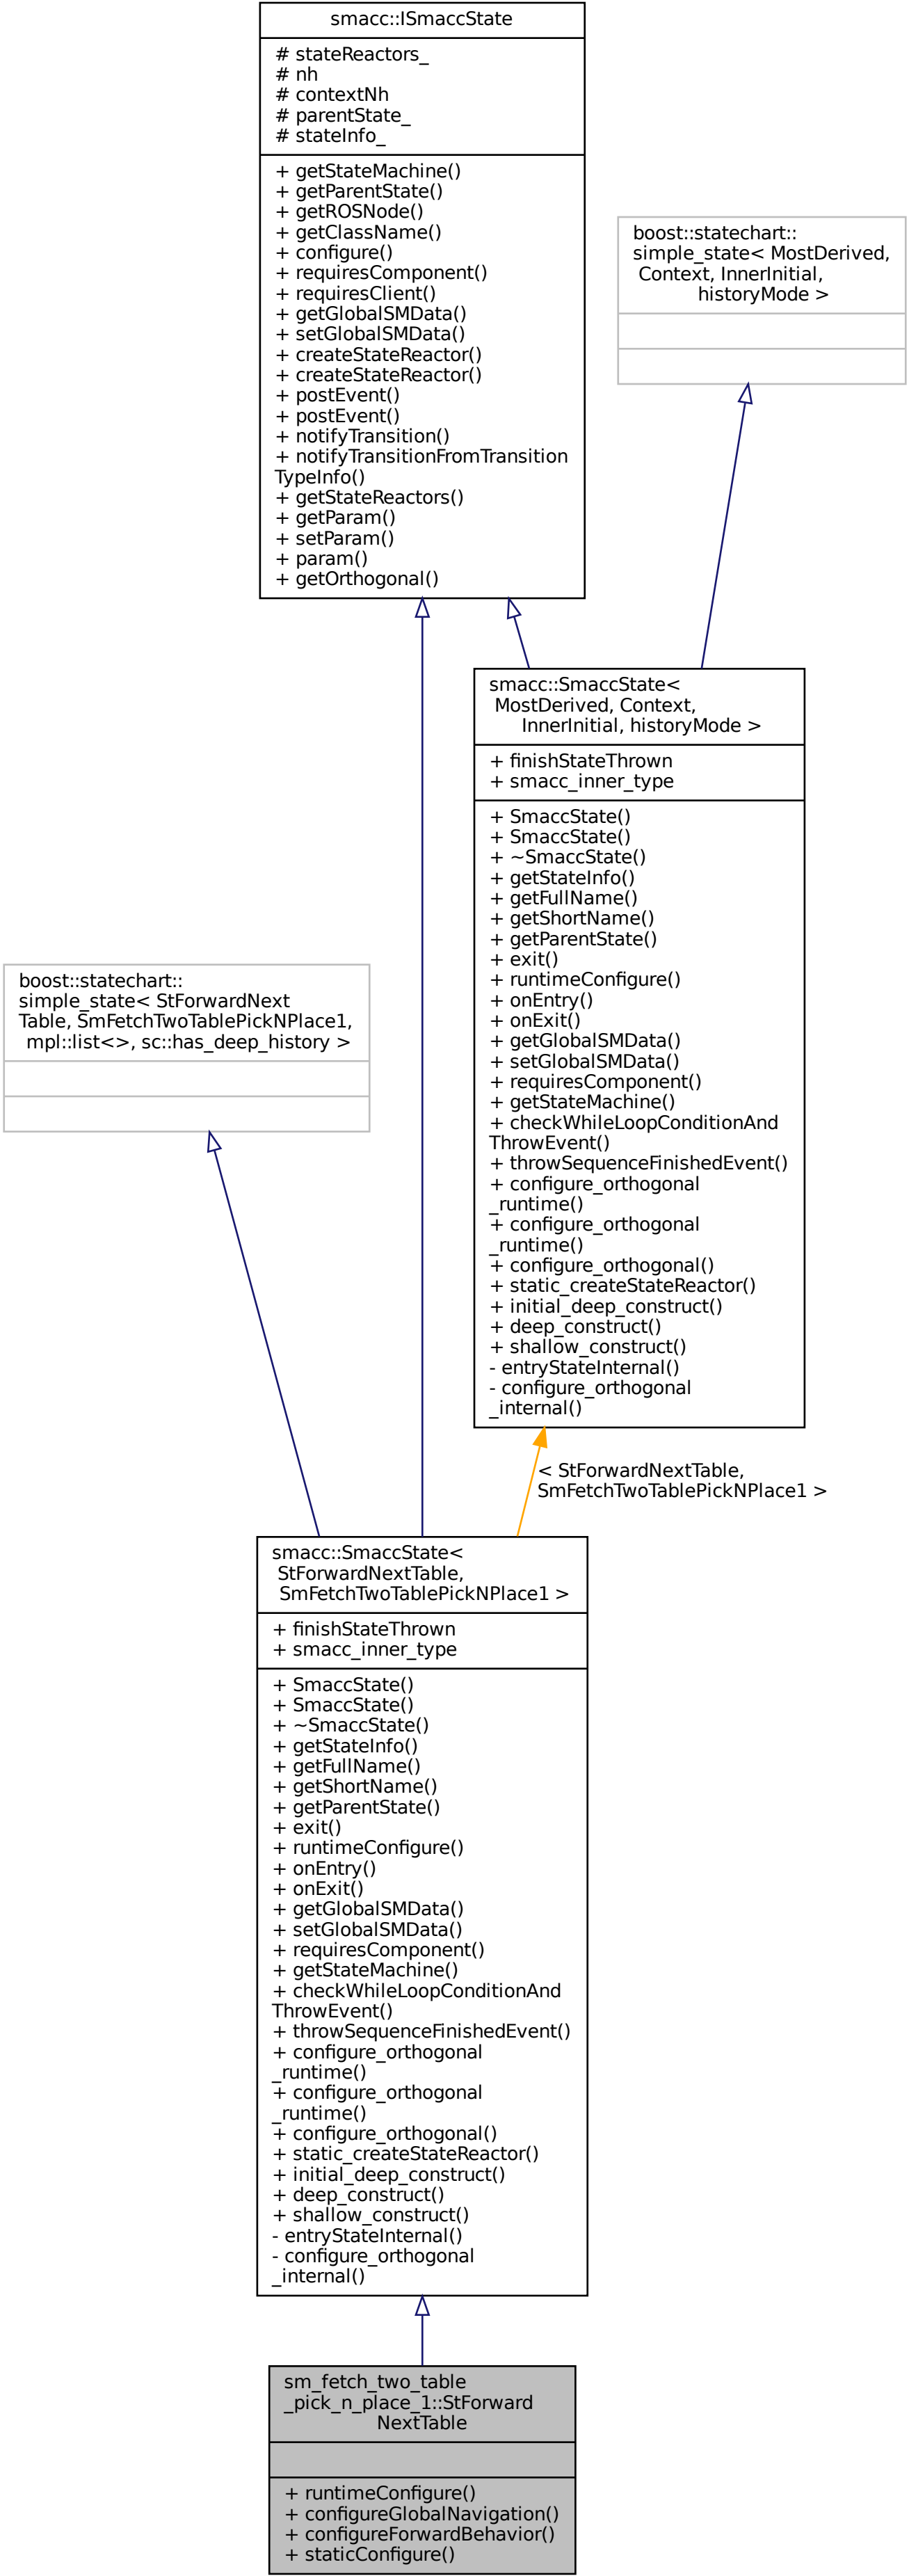 smacc::ISmaccState
# stateReactors_
# nh
# contextNh
# parentState_
# stateInfo_
+ getStateMachine()
+ getParentState()
+ getROSNode()
+ getClassName()
+ configure()
+ requiresComponent()
+ requiresClient()
+ getGlobalSMData()
+ setGlobalSMData()
+ createStateReactor()
+ createStateReactor()
+ postEvent()
+ postEvent()
+ notifyTransition()
+ notifyTransitionFromTransition
TypeInfo()
+ getStateReactors()
+ getParam()
+ setParam()
+ param()
+ getOrthogonal()
boost::statechart::
simple_state< MostDerived,
Context, InnerInitial,
historyMode >
smacc::SmaccState<
MostDerived, Context,
InnerInitial, historyMode >
+ finishStateThrown
+ smacc_inner_type
+ SmaccState()
+ SmaccState()
+ ~SmaccState()
+ getStateInfo()
+ getFullName()
+ getShortName()
+ getParentState()
+ exit()
+ runtimeConfigure()
+ onEntry()
+ onExit()
+ getGlobalSMData()
+ setGlobalSMData()
+ requiresComponent()
+ getStateMachine()
+ checkWhileLoopConditionAnd
ThrowEvent()
+ throwSequenceFinishedEvent()
+ configure_orthogonal
_runtime()
+ configure_orthogonal
_runtime()
+ configure_orthogonal()
+ static_createStateReactor()
+ initial_deep_construct()
+ deep_construct()
+ shallow_construct()
- entryStateInternal()
- configure_orthogonal
_internal()
boost::statechart::
simple_state< StForwardNext
Table, SmFetchTwoTablePickNPlace1,
mpl::list<>, sc::has_deep_history >
< StForwardNextTable,
SmFetchTwoTablePickNPlace1 >
smacc::SmaccState<
StForwardNextTable,
SmFetchTwoTablePickNPlace1 >
+ finishStateThrown
+ smacc_inner_type
+ SmaccState()
+ SmaccState()
+ ~SmaccState()
+ getStateInfo()
+ getFullName()
+ getShortName()
+ getParentState()
+ exit()
+ runtimeConfigure()
+ onEntry()
+ onExit()
+ getGlobalSMData()
+ setGlobalSMData()
+ requiresComponent()
+ getStateMachine()
+ checkWhileLoopConditionAnd
ThrowEvent()
+ throwSequenceFinishedEvent()
+ configure_orthogonal
_runtime()
+ configure_orthogonal
_runtime()
+ configure_orthogonal()
+ static_createStateReactor()
+ initial_deep_construct()
+ deep_construct()
+ shallow_construct()
- entryStateInternal()
- configure_orthogonal
_internal()
sm_fetch_two_table
_pick_n_place_1::StForward
NextTable
+ runtimeConfigure()
+ configureGlobalNavigation()
+ configureForwardBehavior()
+ staticConfigure()